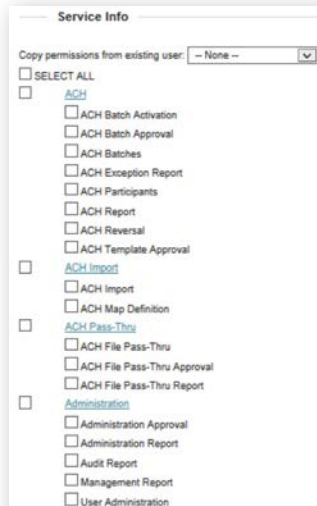 Service Info
Copy permissions from existing user: -- None --
SELECT ALL
ACH
ACH Batch Activation
ACH Batch Approval
ACH Batches
ACH Exception Report
ACH Participants
ACH Report
ACH Reversal
ACH Template Approval
ACH Import
ACH Import
ACH Map Definition
ACH Pass-Thru
ACH File Pass-Thru
ACH File Pass-Thru Approval
ACH File Pass-Thru Report
Administration
Administration Approval
Administration Report
Audit Report
Management Report
User Administration